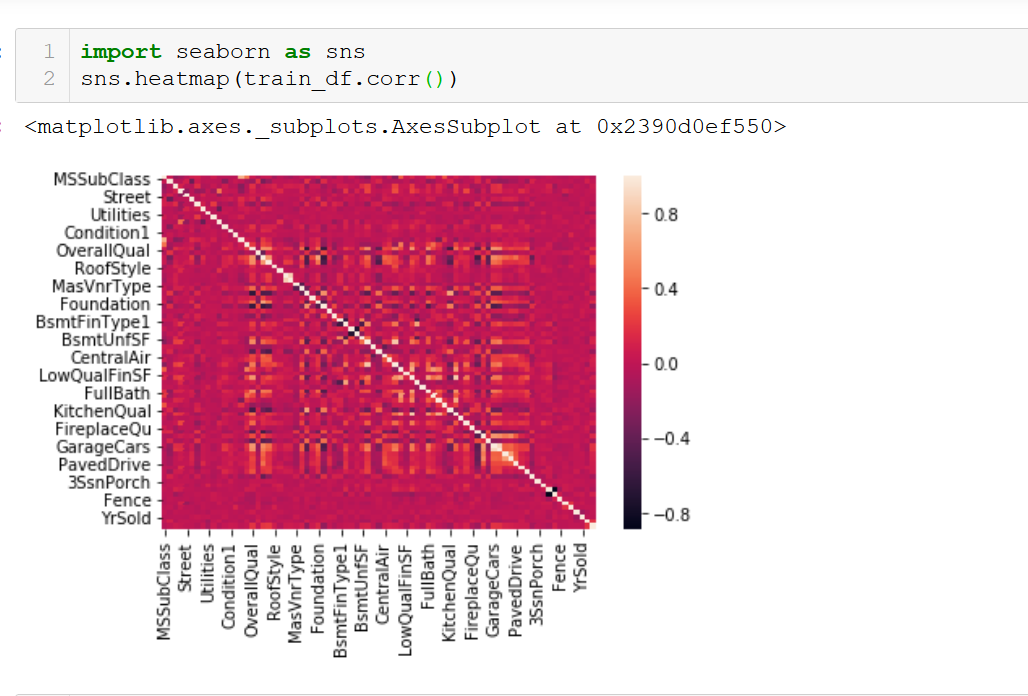 1 import seaborn as sns
2 sns.heatmap(train_df.corr())
<matplotlib.axes._subplots.AxesSubplot at 0x2390d0ef550>
MSSubClass
Street
Utilities
Condition1
OverallQual
RoofStyle
MasVnrType
Foundation
BsmtFinType1
BsmtUnfSF
CentralAir
LowQualFinSF
FullBath
KitchenQual
FireplaceQu
GarageCars
PavedDrive
3SsnPorch
Fence
YrSold
0.8
0.4
0.0
−0.4
−0.8
MSSubClass
Street
Utilities
Condition1
OverallQual
RoofStyle
MasVnrType
Foundation
BsmtFinType1
BsmtUnfSF
CentralAir
LowQualFinSF
FullBath
KitchenQual
FireplaceQu
GarageCars
PavedDrive
3SsnPorch
Fence
YrSold